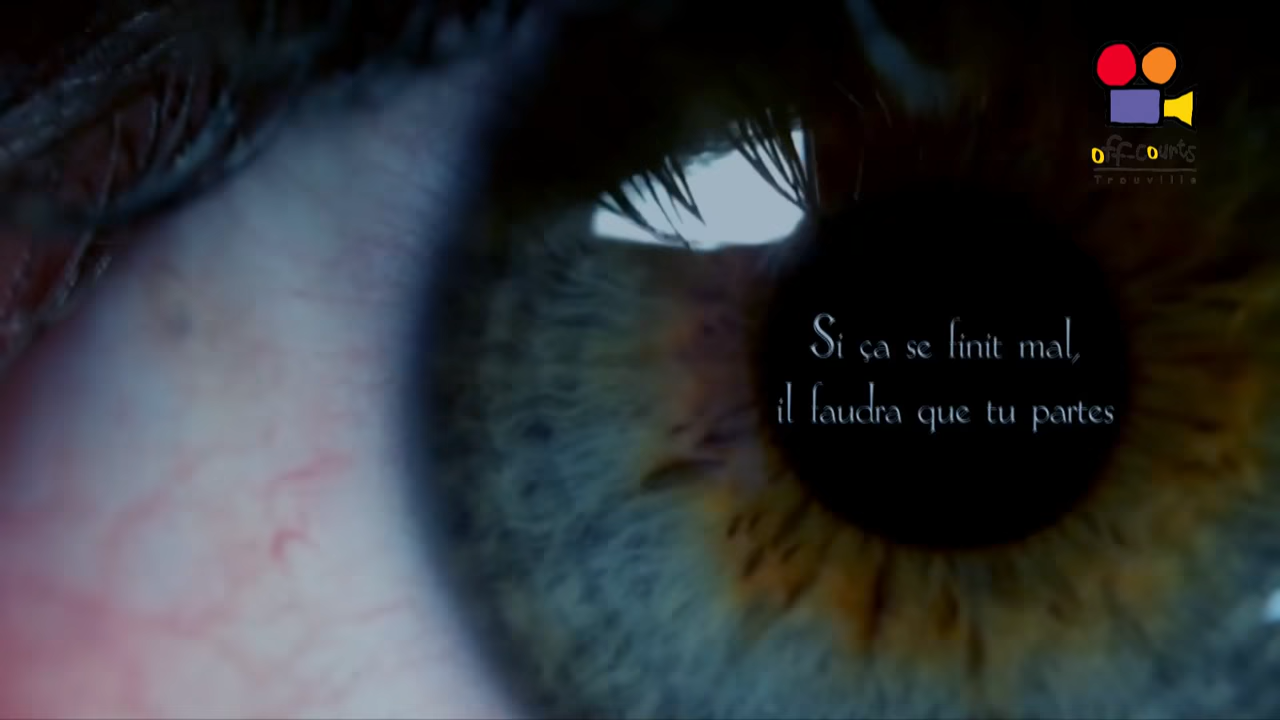 off-courts
Trouville
Si ça se finit mal,
il faudra que tu partes